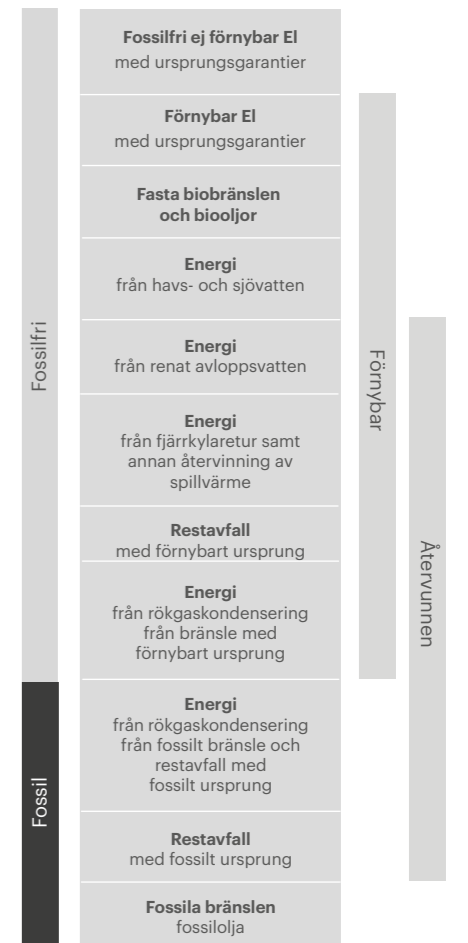 Fossilfri ej förnybar El
med ursprungsgarantier
Förnybar El
med ursprungsgarantier
Fasta biobränslen
och biooljor
Energi
från havs- och sjövatten
Energi
från renat avloppsvatten
Energi
från fjärrkylaretur samt
annan återvinning av
spillvärme
Restavfall
med förnybart ursprung
Energi
från rökgaskondensering
från bränsle med
förnybart ursprung
Energi
från rökgaskondensering
från fossilt bränsle och
restavfall med
fossilt ursprung
Restavfall
med fossilt ursprung
Fossila bränslen
fossilolja
Fossilfri
Fossil
Förnybar
Återvunnen